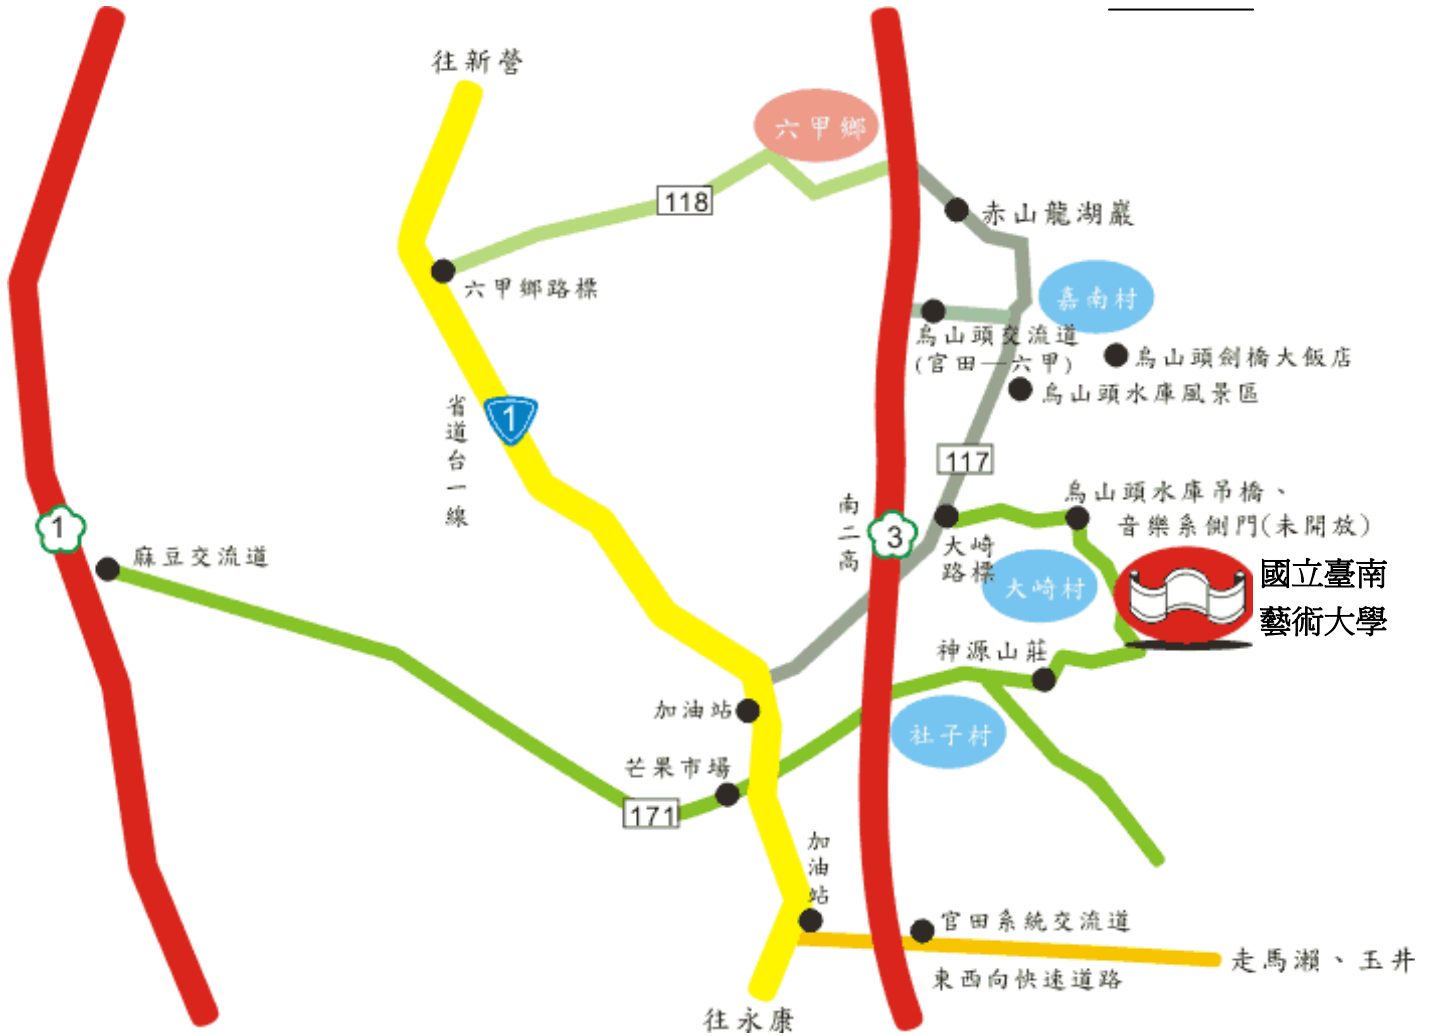 往新營
六甲鄉
118
赤山龍湖巖
六甲鄉路標
嘉南村
烏山頭交流道
(官田—六甲)
烏山頭劍橋大飯店
烏山頭水庫風景區
省道台一線
1
117
南二高
3
大崎
路標
烏山頭水庫吊橋、
音樂系側門(未開放)
1
麻豆交流道
大崎村
國立臺南
藝術大學
神源山莊
加油站
社子村
芒果市場
171
加油站
官田系統交流道
走馬瀨、玉井
東西向快速道路
往永康